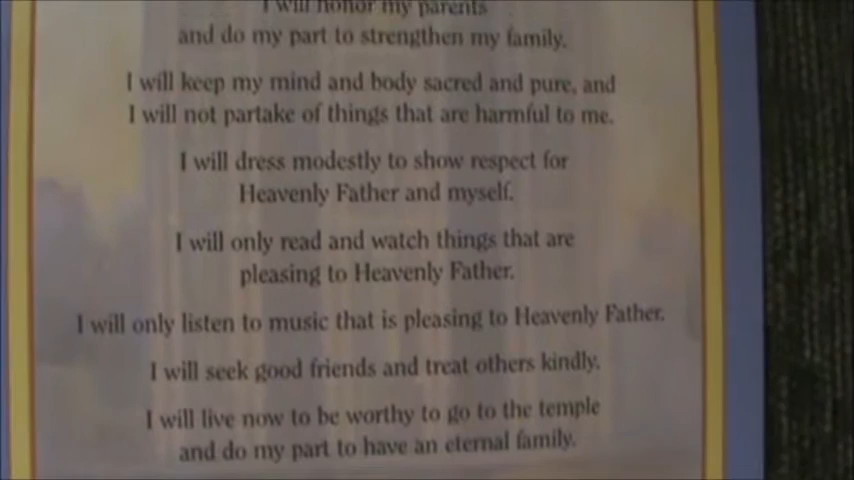 I will honor my parents
and do my part to strengthen my family.
I will keep my mind and body sacred and pure, and
I will not partake of things that are harmful to me.
I will dress modestly to show respect for
Heavenly Father and myself.
I will only read and watch things that are
pleasing to Heavenly Father.
I will only listen to music that is pleasing to Heavenly Father.
I will seek good friends and treat others kindly.
I will live now to be worthy to go to the temple
and do my part to have an eternal family.